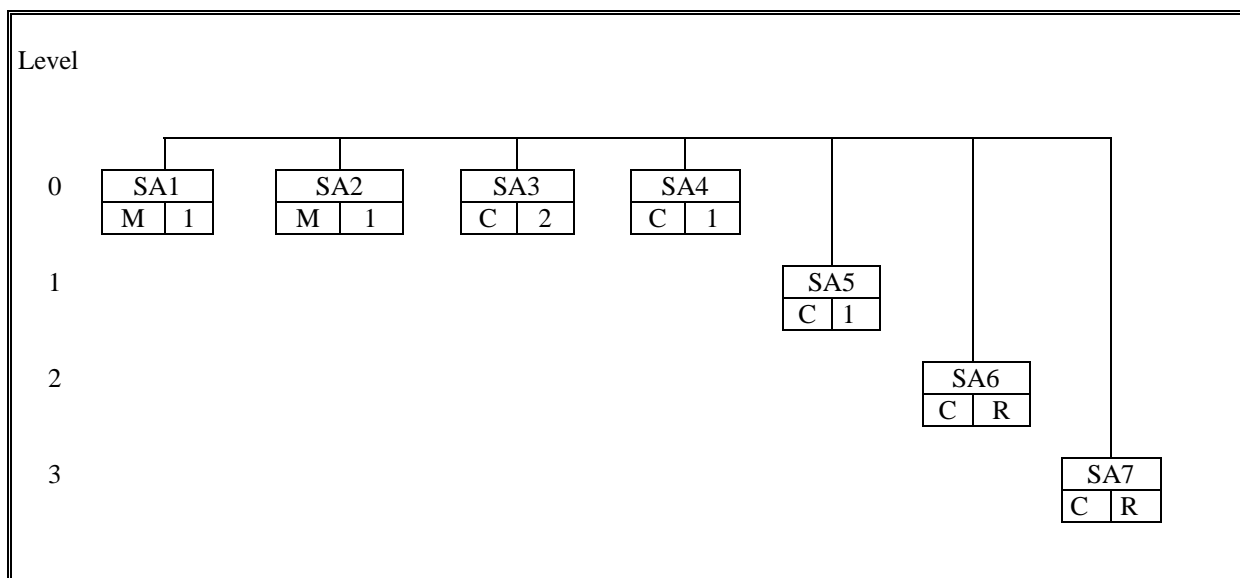 Level
0 SA1 SA2 SA3 SA4
M 1 M 1 C 2 C 1
1 SA5
C 1
2 SA6
C R
3 SA7
C R